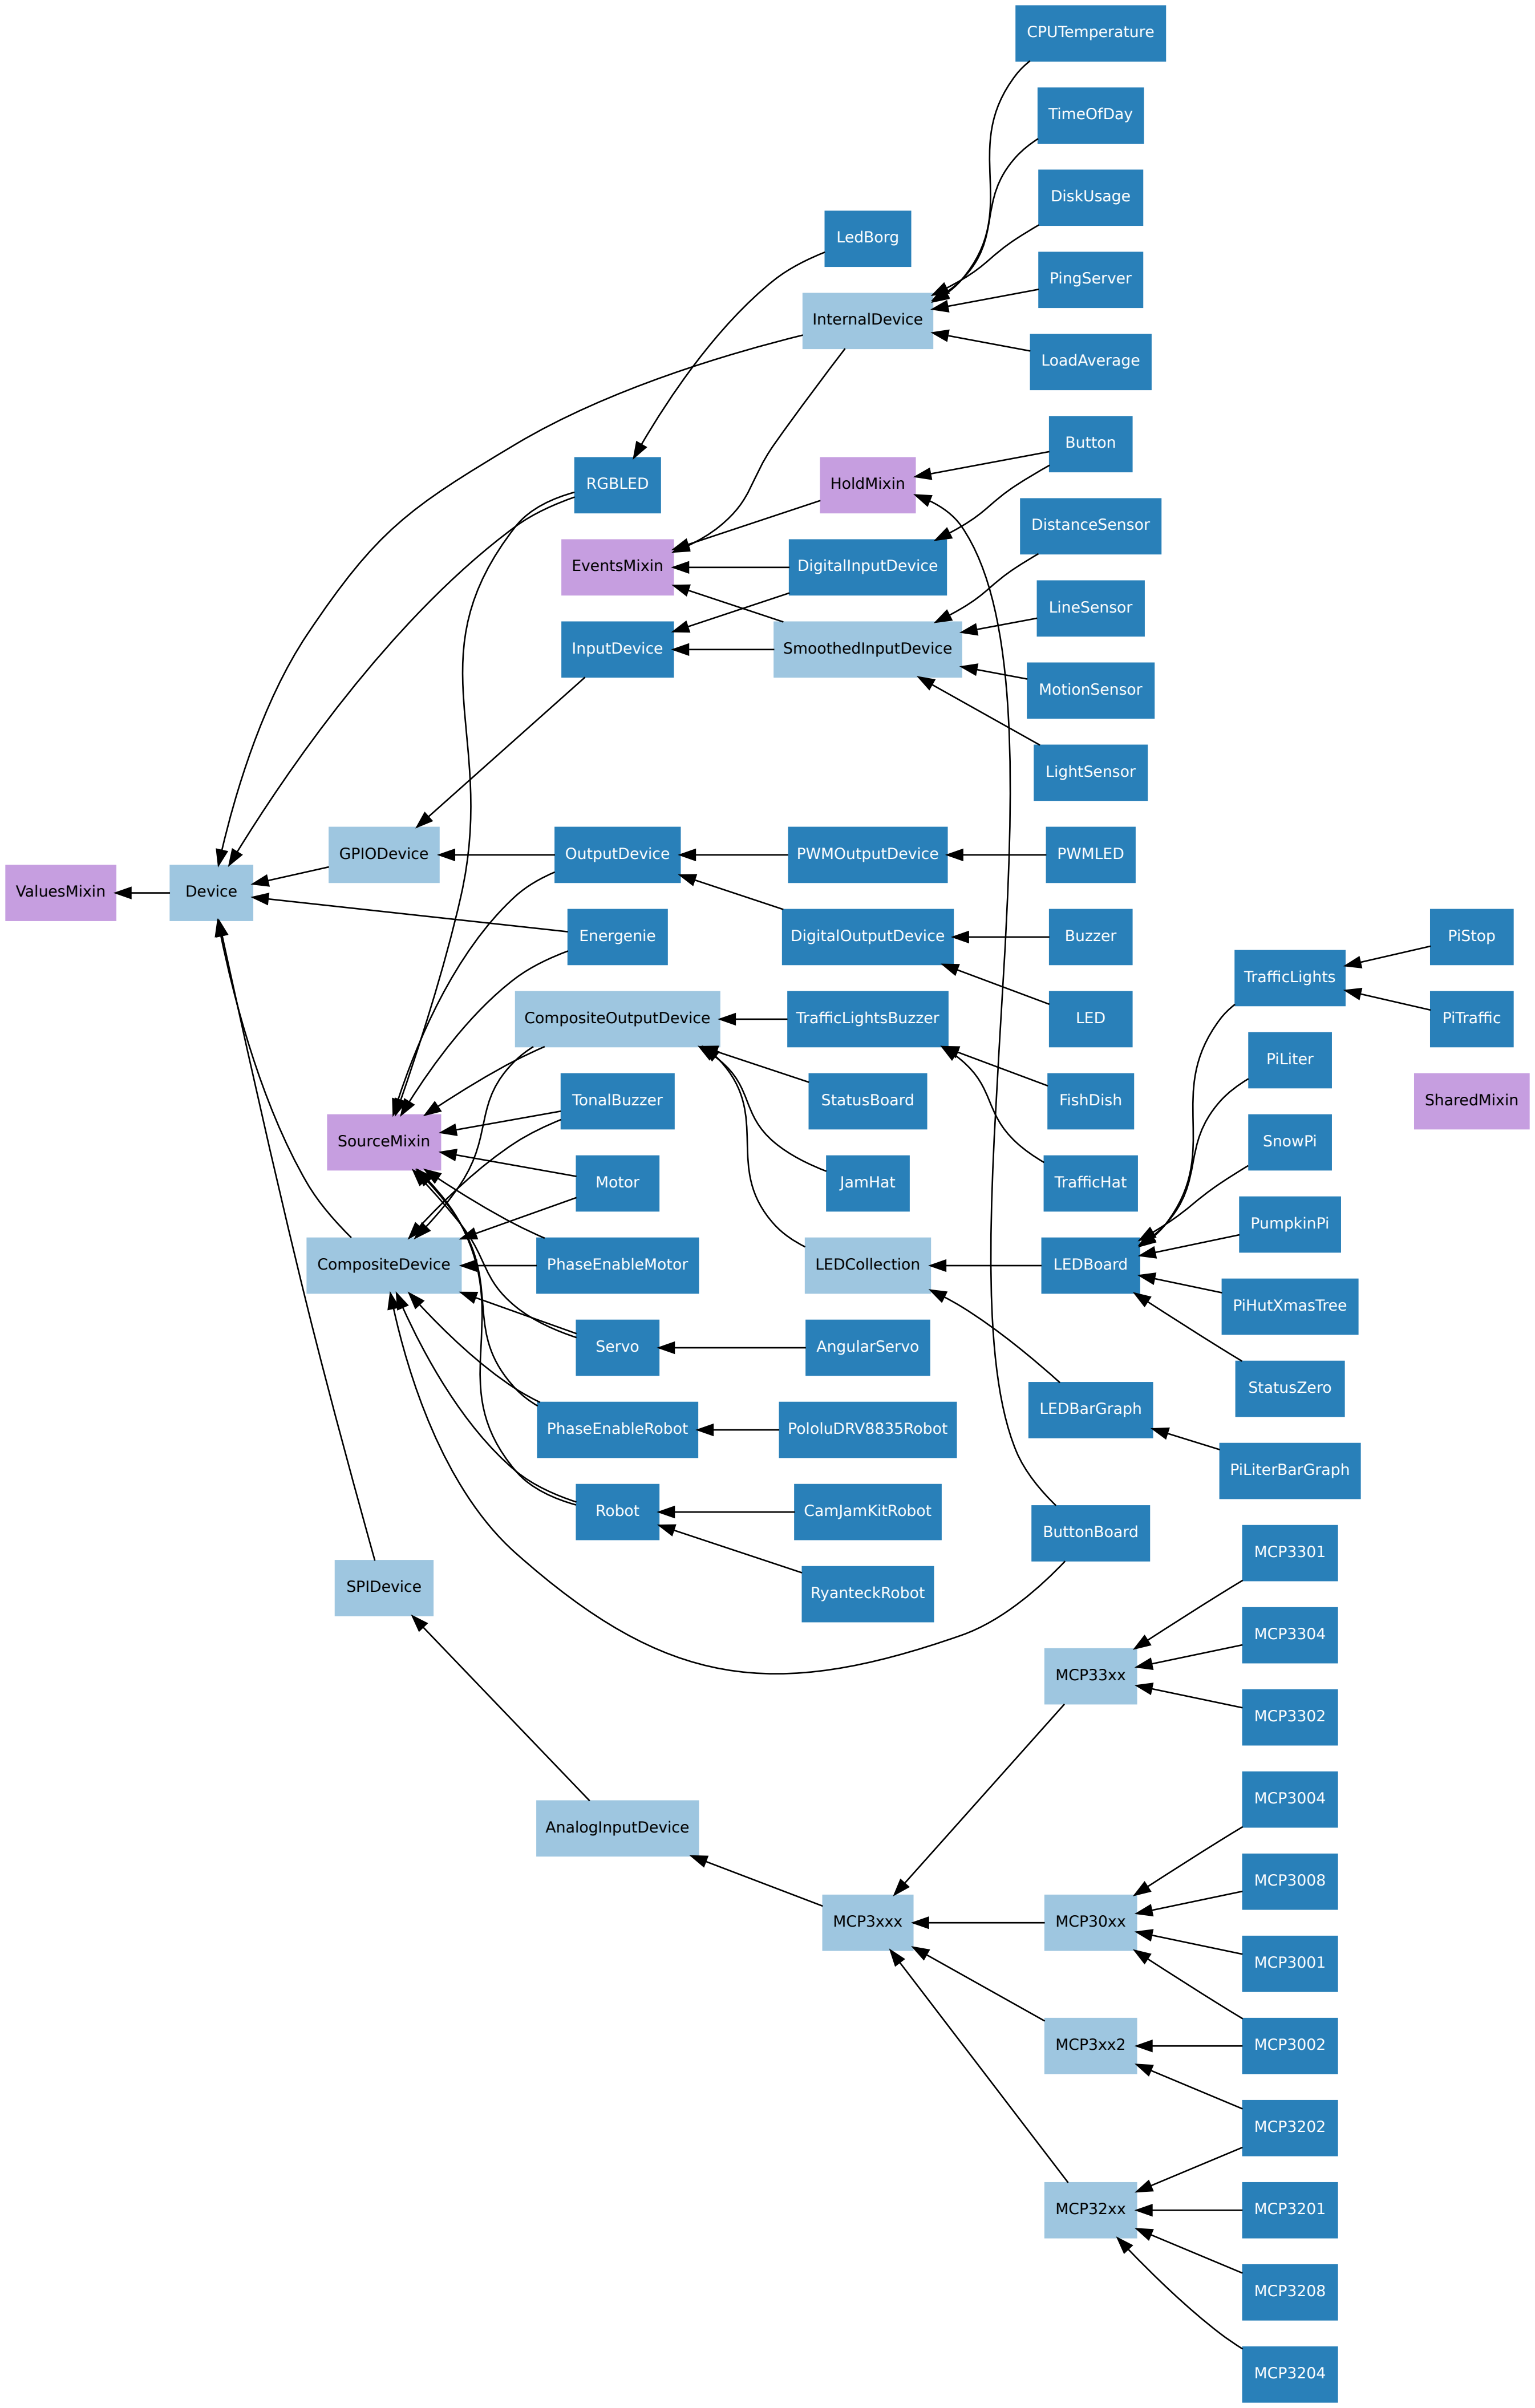 CPUTemperature
TimeOfDay
DiskUsage
LedBorg
PingServer
InternalDevice
LoadAverage
Button
RGBLED
HoldMixin
DistanceSensor
EventsMixin
DigitalInputDevice
LineSensor
InputDevice
SmoothedInputDevice
MotionSensor
LightSensor
GPIODevice
OutputDevice
PWMOutputDevice
PWMLED
ValuesMixin
Device
Energenie
DigitalOutputDevice
Buzzer
PiStop
TrafficLights
CompositeOutputDevice
TrafficLightsBuzzer
LED
PiTraffic
PiLiter
TonalBuzzer
StatusBoard
FishDish
SharedMixin
SourceMixin
SnowPi
Motor
JamHat
TrafficHat
PumpkinPi
CompositeDevice
PhaseEnableMotor
LEDCollection
LEDBoard
PiHutXmasTree
Servo
AngularServo
StatusZero
LEDBarGraph
PhaseEnableRobot
PololuDRV8835Robot
PiLiterBarGraph
Robot
CamJamKitRobot
ButtonBoard
MCP3301
SPIDevice
RyanteckRobot
MCP3304
MCP33xx
MCP3302
MCP3004
AnalogInputDevice
MCP3008
MCP3xxx
MCP30xx
MCP3001
MCP3xx2
MCP3002
MCP3202
MCP32xx
MCP3201
MCP3208
MCP3204